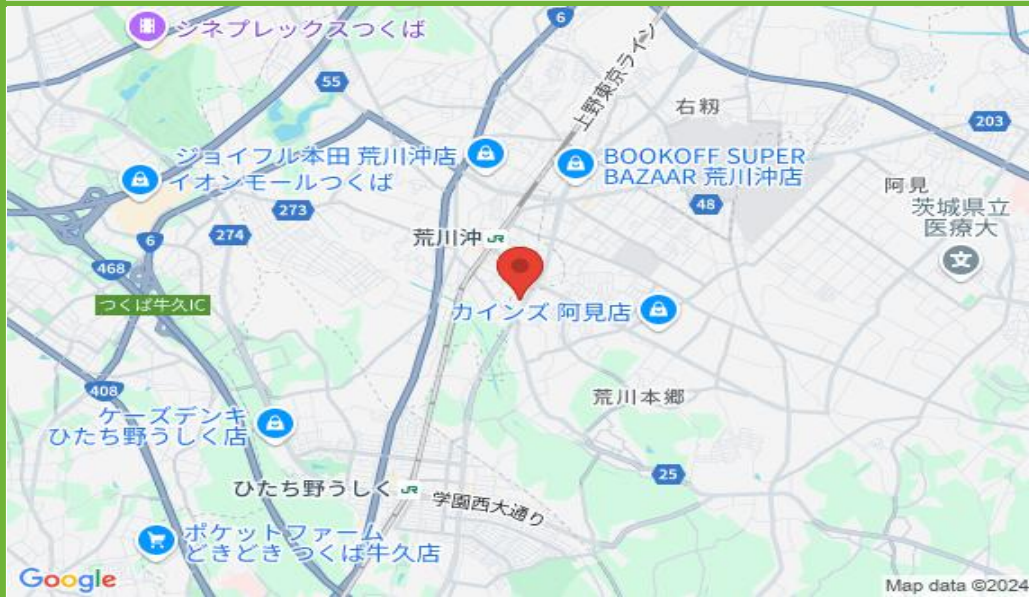 シネプレックスつくば
6
55
上野東京ライン
右籾
203
ジョイフル本田 荒川沖店
BOOKOFF SUPER
BAZAAR 荒川沖店
イオンモールつくば
阿見
茨城県立
医療大
文
273
48
274
6
荒川沖 JR
468
つくば牛久IC
カインズ 阿見店
408
荒川本郷
ケーズデンキ
ひたち野うしく店
25
ひたち野うしく JR
学園西大通り
ポケットファーム
どきどき つくば牛久店
Google
Map data ©2024